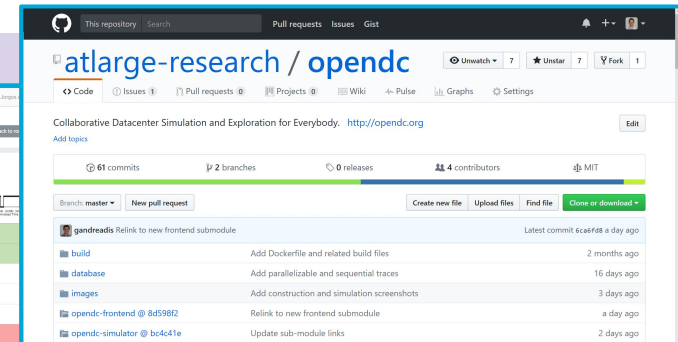 This repository Search Pull requests Issues Gist
atlarge-research / opendc
Unwatch 7 Unstar 7 Fork 1
<> Code Issues 1 Pull requests 0 Projects 0 Wiki Pulse Graphs Settings
Collaborative Datacenter Simulation and Exploration for Everybody. http://opendc.org Edit
Add topics
61 commits 2 branches 0 releases 4 contributors MIT
Branch: master New pull request Create new file Upload files Find file Clone or download
gandreadis Relink to new frontend submodule Latest commit 6ca6fd8 a day ago
build Add Dockerfile and related build files 2 months ago
database Add parallelizable and sequential traces 16 days ago
images Add construction and simulation screenshots 3 days ago
opendc-frontend @ 8d598f2 Relink to new frontend submodule a day ago
opendc-simulator @ bc4c41e Update sub-module links 2 days ago